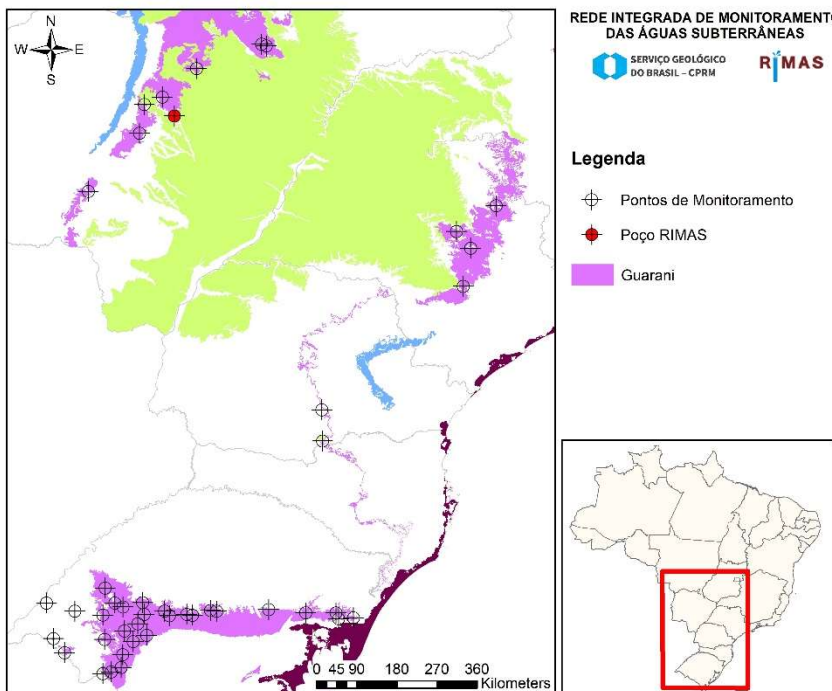 REDE INTEGRADA DE MONITORAMENTO
DAS ÁGUAS SUBTERRÂNEAS
SERVIÇO GEOLÓGICO
DO BRASIL – CPRM
RIMAS
N
W E
S
Legenda
Pontos de Monitoramento
Poço RIMAS
Guarani
0 45 90 180 270 360
Kilometers